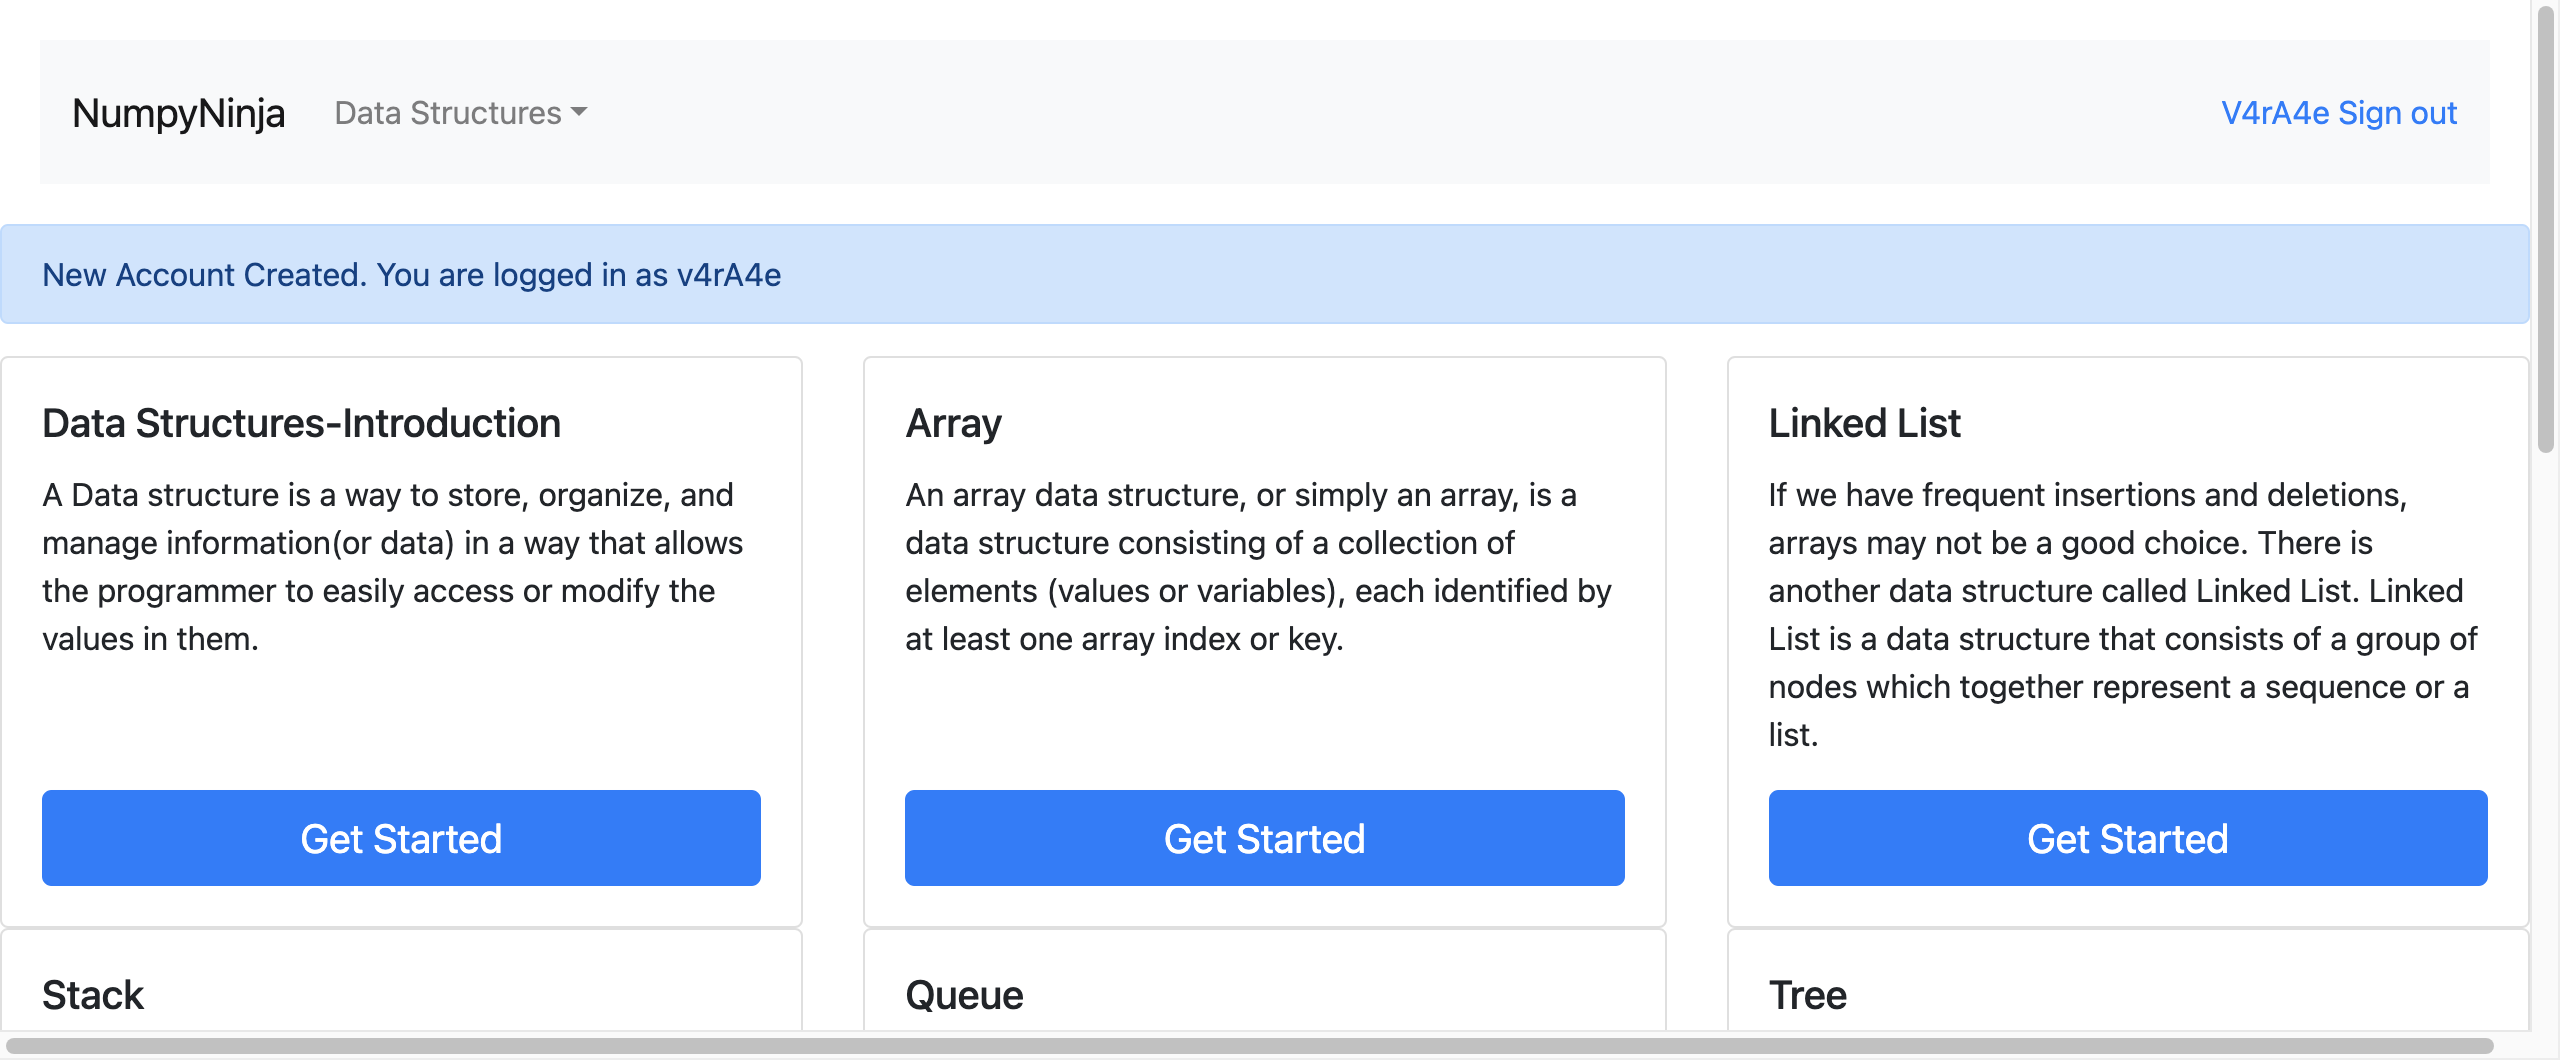 NumpyNinja
Data Structures
V4rA4e Sign out
New Account Created. You are logged in as v4rA4e
Data Structures-Introduction
A Data structure is a way to store, organize, and
manage information(or data) in a way that allows
the programmer to easily access or modify the
values in them.
Get Started
Array
An array data structure, or simply an array, is a
data structure consisting of a collection of
elements (values or variables), each identified by
at least one array index or key.
Get Started
Linked List
If we have frequent insertions and deletions,
arrays may not be a good choice. There is
another data structure called Linked List. Linked
List is a data structure that consists of a group of
nodes which together represent a sequence or a
list.
Get Started
Stack
Queue
Tree